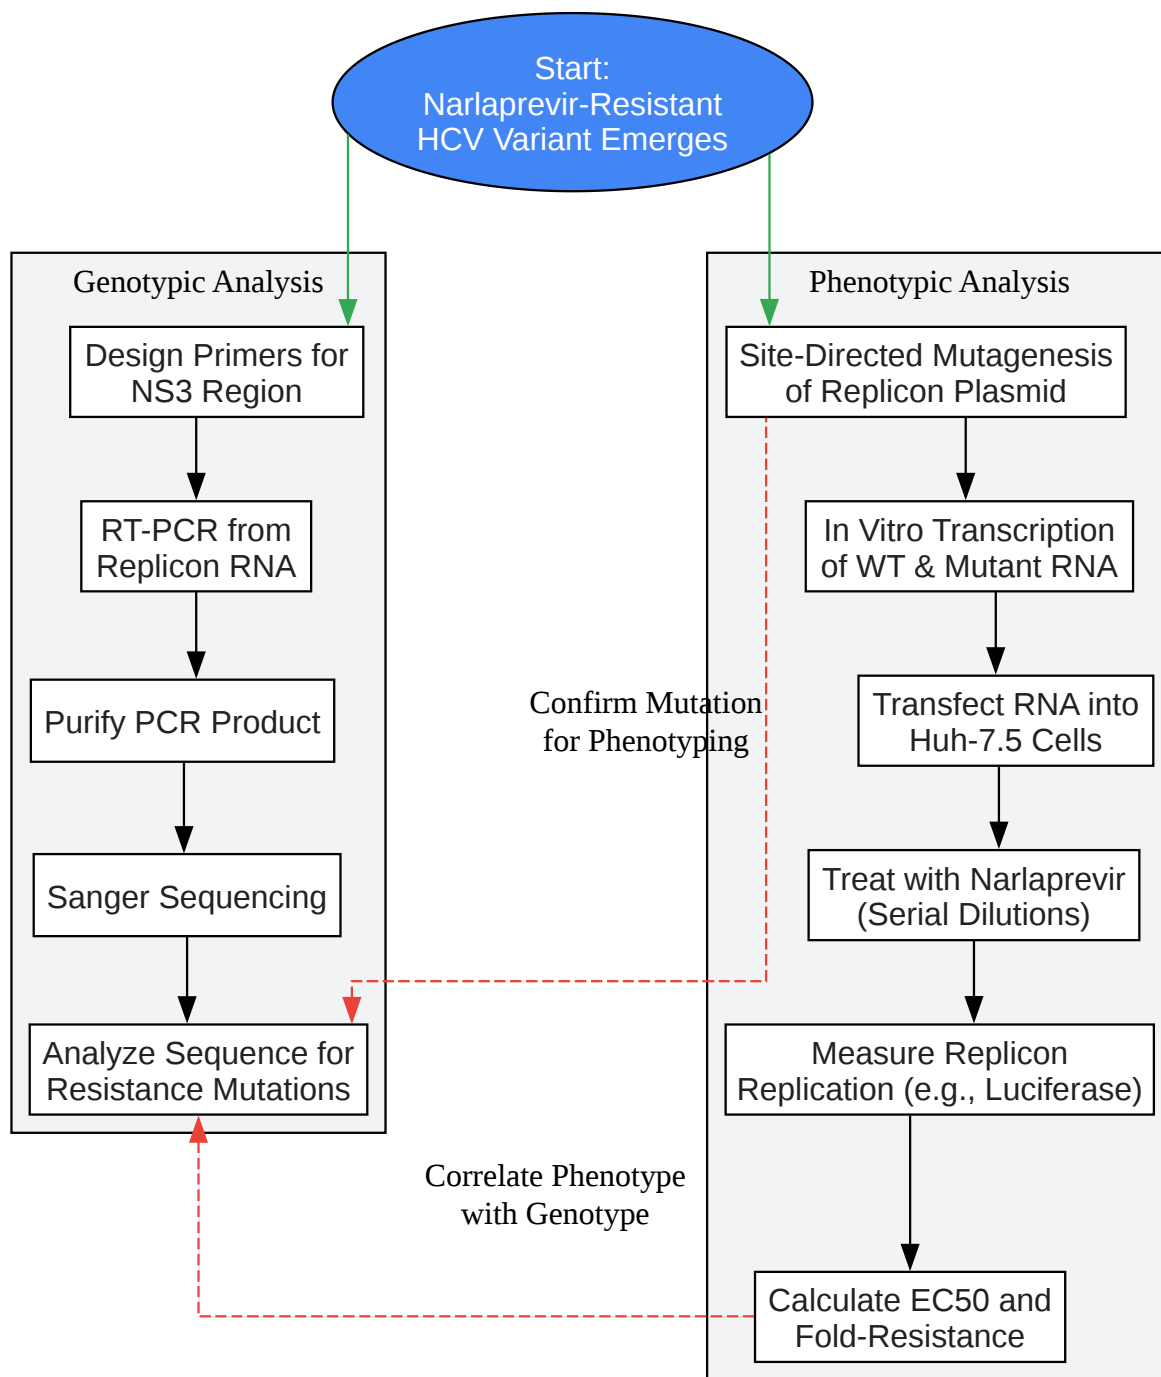 Start:
Narlaprevir-Resistant
HCV Variant Emerges
Genotypic Analysis
Design Primers for
NS3 Region
RT-PCR from
Replicon RNA
Purify PCR Product
Sanger Sequencing
Analyze Sequence for
Resistance Mutations
Phenotypic Analysis
Site-Directed Mutagenesis
of Replicon Plasmid
In Vitro Transcription
of WT & Mutant RNA
Transfect RNA into
Huh-7.5 Cells
Treat with Narlaprevir
(Serial Dilutions)
Measure Replicon
Replication (e.g., Luciferase)
Calculate EC50 and
Fold-Resistance
Confirm Mutation
for Phenotyping
Correlate Phenotype
with Genotype